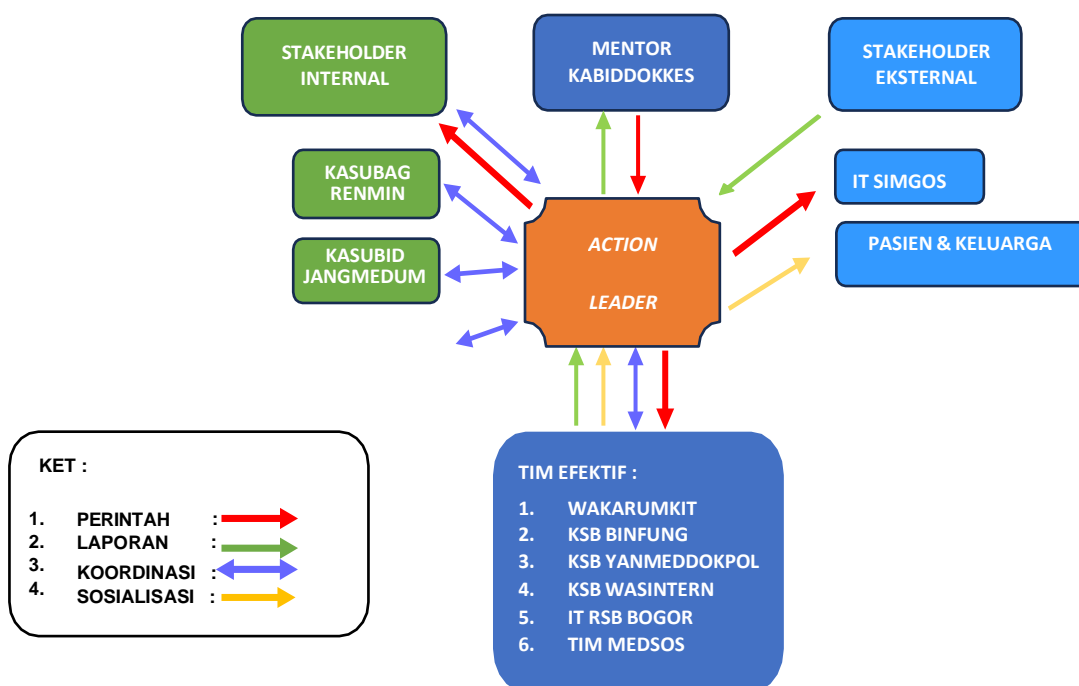 STAKEHOLDER
INTERNAL
MENTOR
KABIDDOKKES
STAKEHOLDER
EKSTERNAL
KASUBAG
RENMIN
IT SIMGOS
KASUBID
JANGMEDUM
ACTION
LEADER
PASIEN & KELUARGA
KET :
1. PERINTAH :
2. LAPORAN :
3. KOORDINASI :
4. SOSIALISASI :
TIM EFEKTIF :
1. WAKARUMKIT
2. KSB BINFUNG
3. KSB YANMEDDOKPOL
4. KSB WASINTERN
5. IT RSB BOGOR
6. TIM MEDSOS